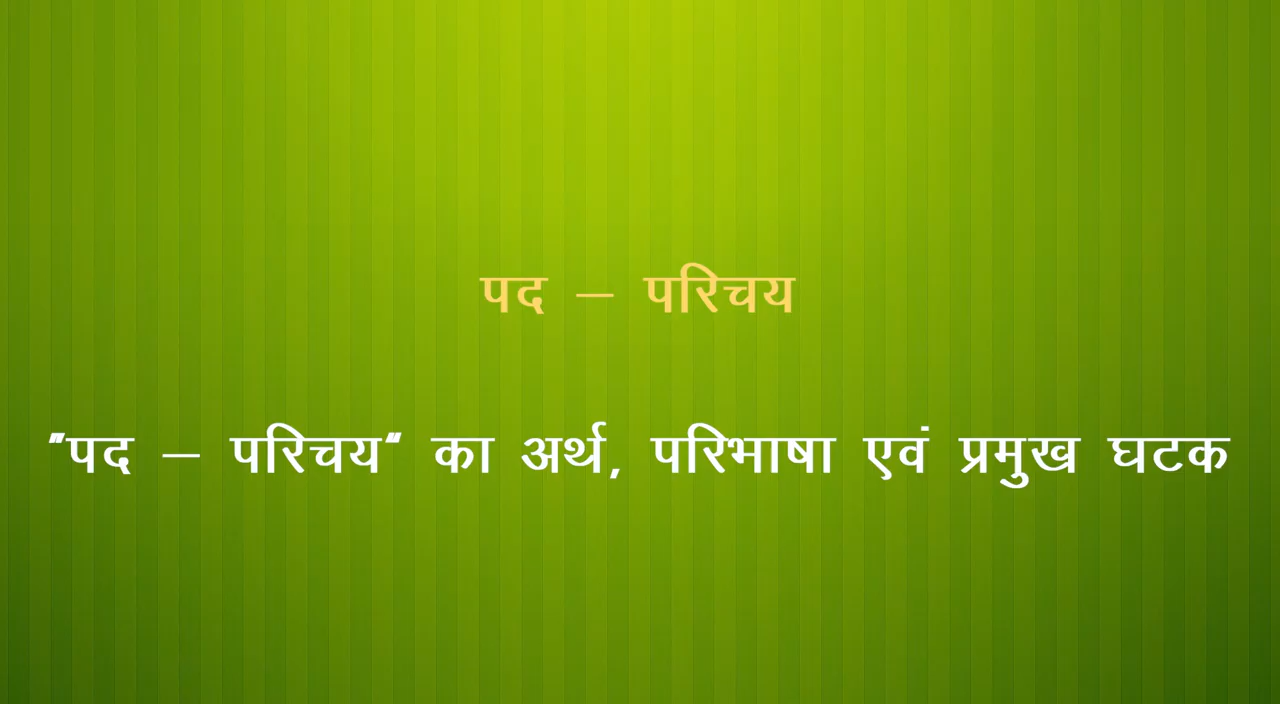 पद – परिचय
"पद – परिचय" का अर्थ, परिभाषा एवं प्रमुख घटक